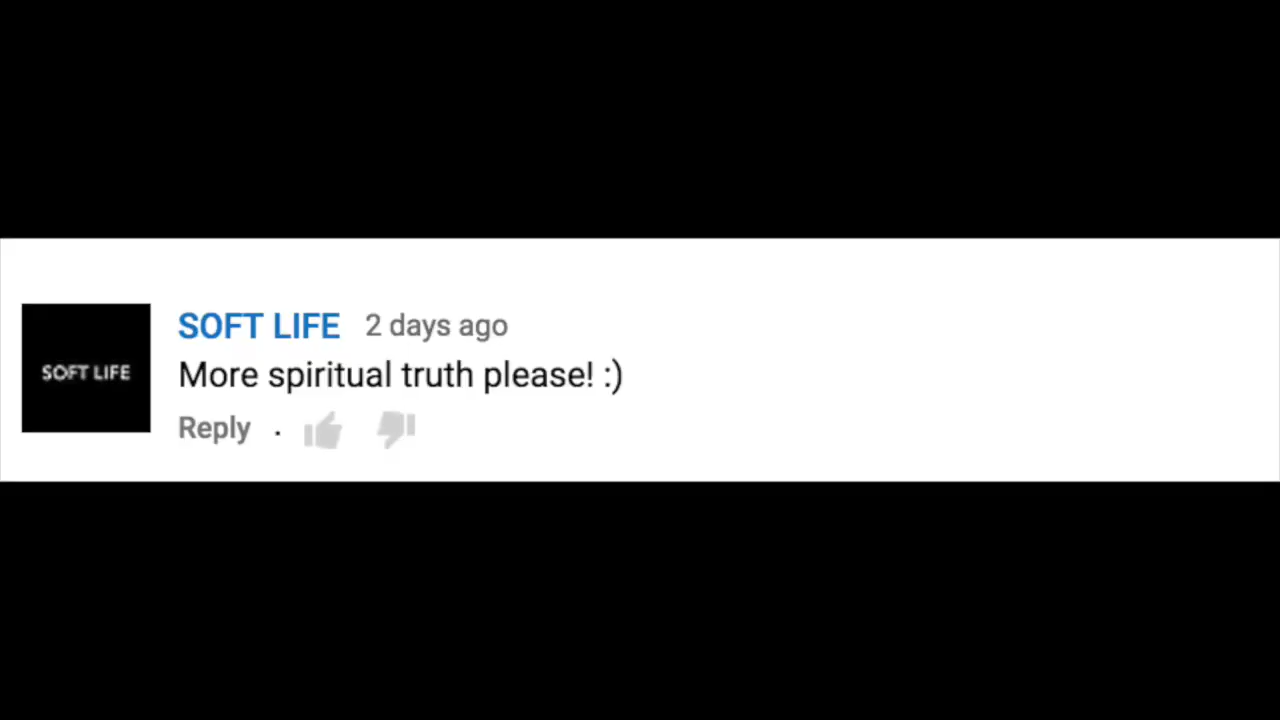 SOFT LIFE
SOFT LIFE 2 days ago
More spiritual truth please! :)
Reply .